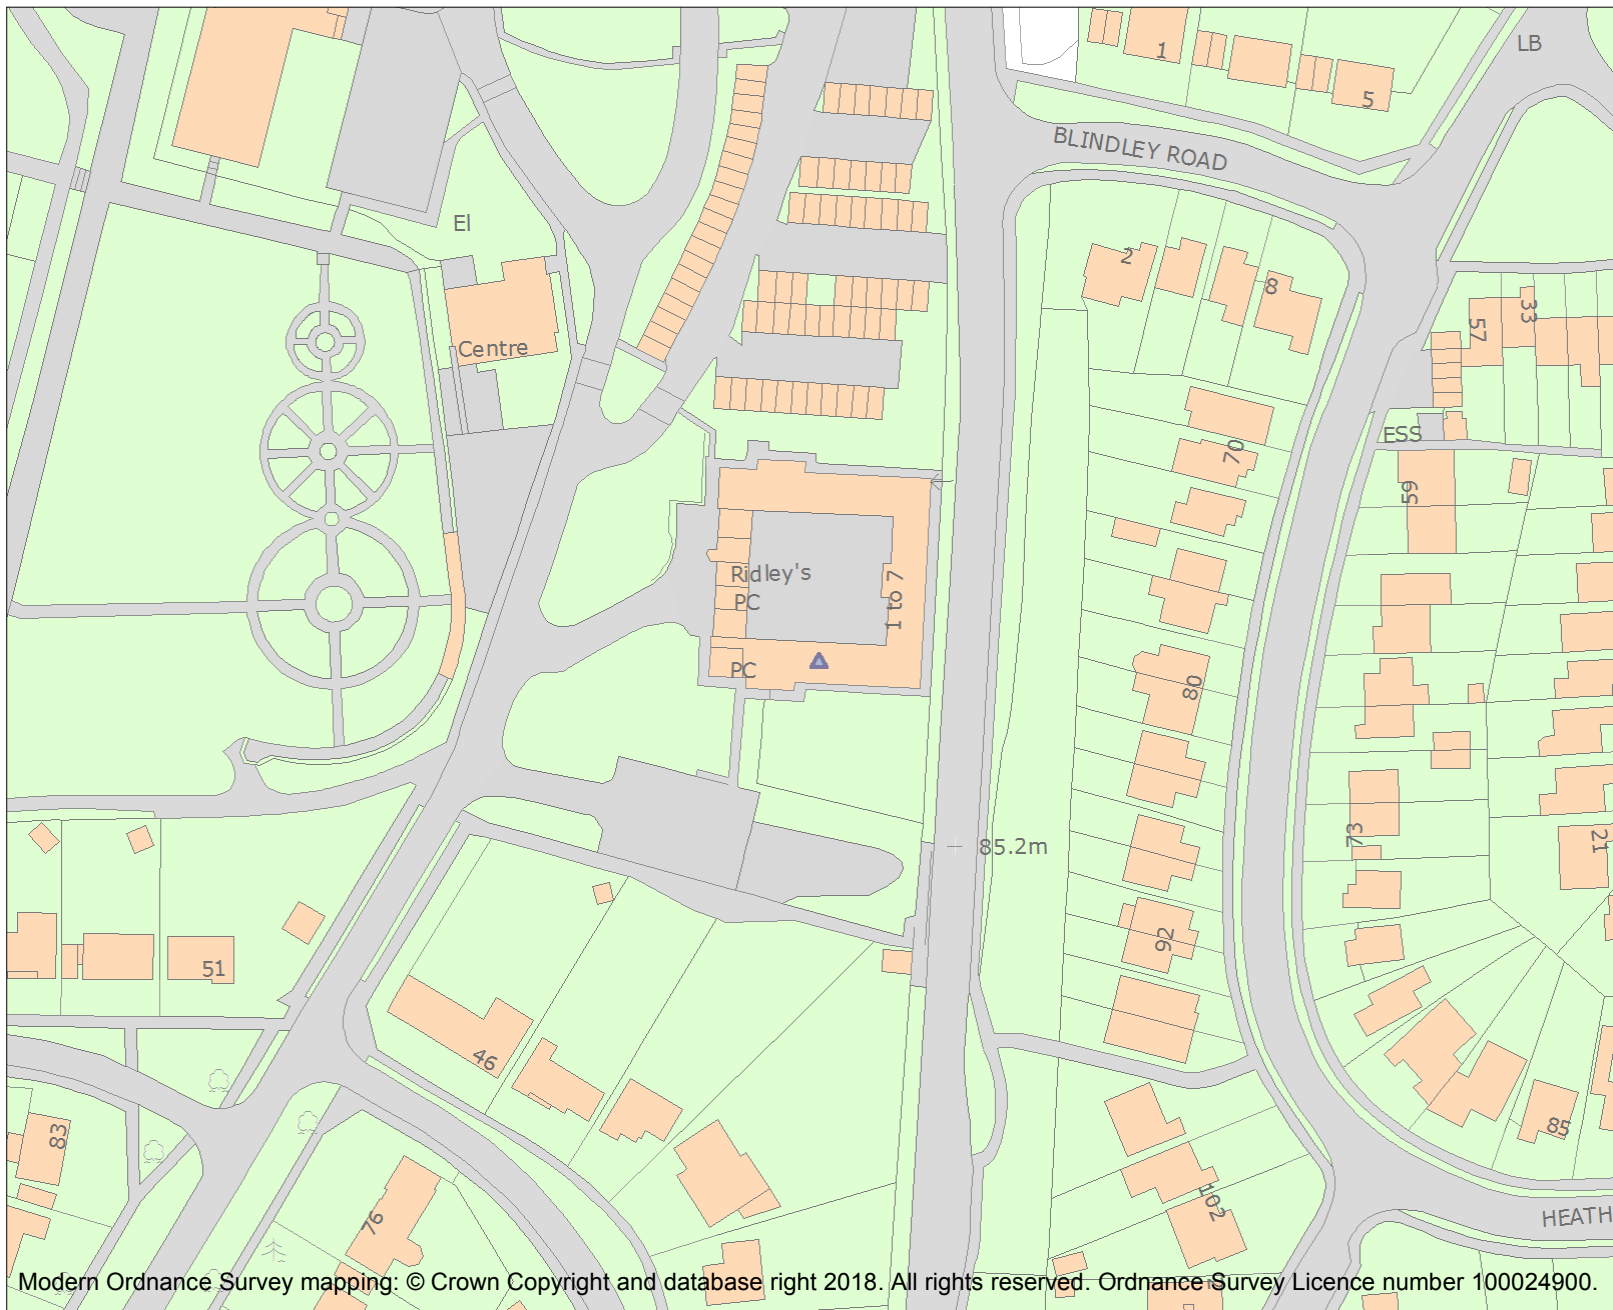 LB
1
5
BLINDLEY ROAD
El
2
8
33
57
Centre
ESS
70
59
Ridley's
PC
1 to 7
PC
80
73
21
85.2m
92
51
46
83
85
76
102
HEATH
Modern Ordnance Survey mapping: © Crown Copyright and database right 2018. All rights reserved. Ordnance Survey Licence number 100024900.